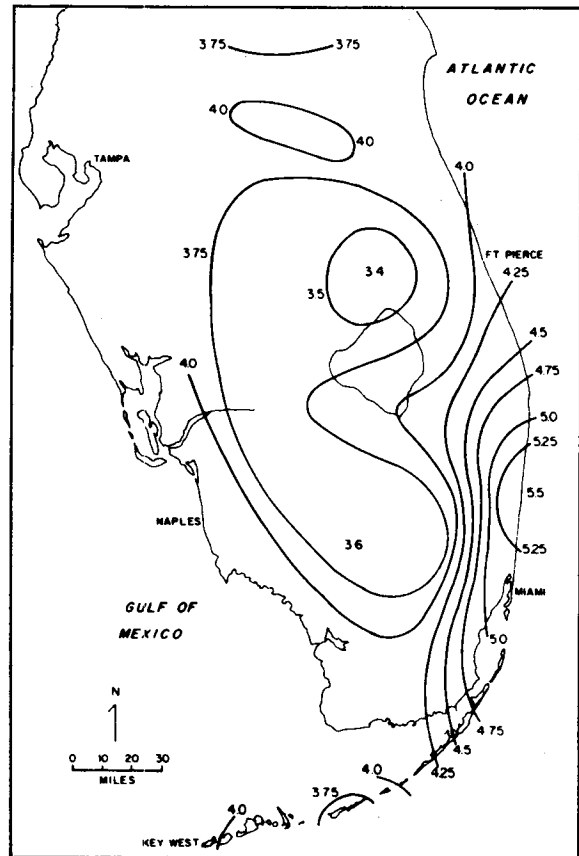 3.75 3.75
ATLANTIC
OCEAN
4.0
4.0
TAMPA
4.0
3.75
FT. PIERCE
3.4
4.25
3.5
4.5
4.0
4.75
5.0
5.25
5.5
NAPLES
3.6
5.25
MIAMI
GULF OF
MEXICO
5.0
N
4.75
4.5
4.25
0 10 20 30
MILES
4.0
3.75
4.0
KEY WEST